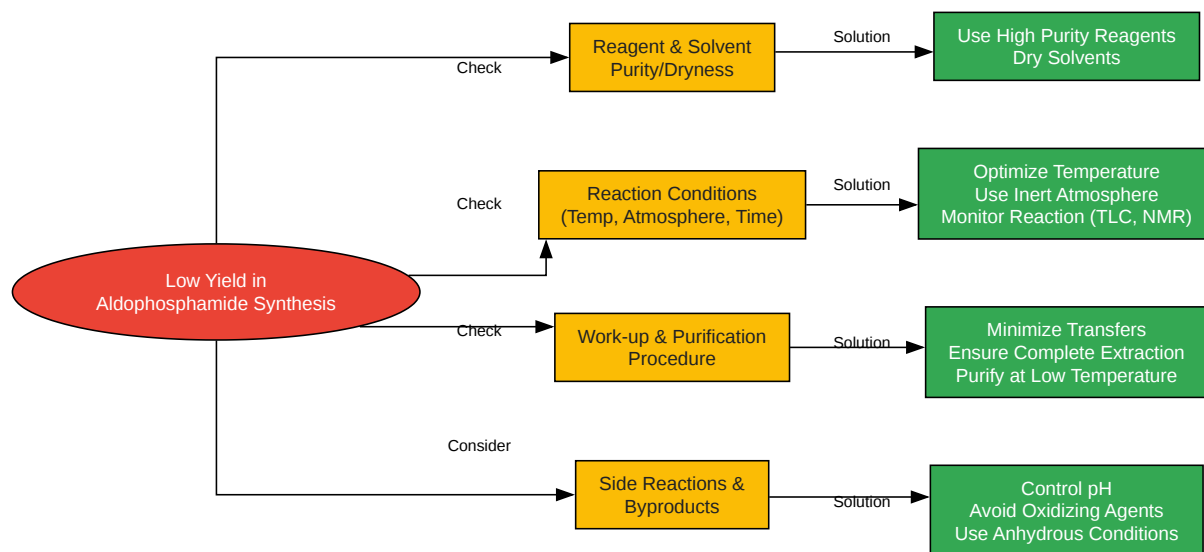 Low Yield in
Aldophosphamide Synthesis
Check
Reagent & Solvent
Purity/Dryness
Solution
Use High Purity Reagents
Dry Solvents
Check
Reaction Conditions
(Temp, Atmosphere, Time)
Solution
Optimize Temperature
Use Inert Atmosphere
Monitor Reaction (TLC, NMR)
Check
Work-up & Purification
Procedure
Solution
Minimize Transfers
Ensure Complete Extraction
Purify at Low Temperature
Consider
Side Reactions &
Byproducts
Solution
Control pH
Avoid Oxidizing Agents
Use Anhydrous Conditions